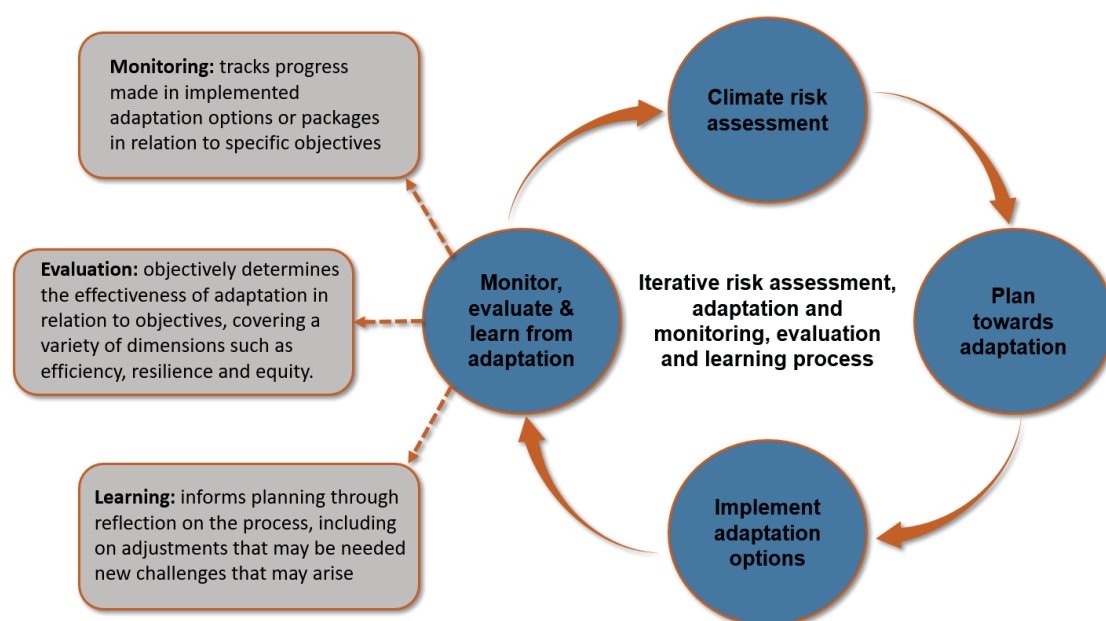 Monitoring: tracks progress
made in implemented
adaptation options or packages
in relation to specific objectives
Evaluation: objectively determines
the effectiveness of adaptation in
relation to objectives, covering a
variety of dimensions such as
efficiency, resilience and equity.
Learning: informs planning through
reflection on the process, including
on adjustments that may be needed
new challenges that may arise
Climate risk
assessment
Monitor,
evaluate &
learn from
adaptation
Iterative risk assessment,
adaptation and
monitoring, evaluation
and learning process
Plan
towards
adaptation
Implement
adaptation
options